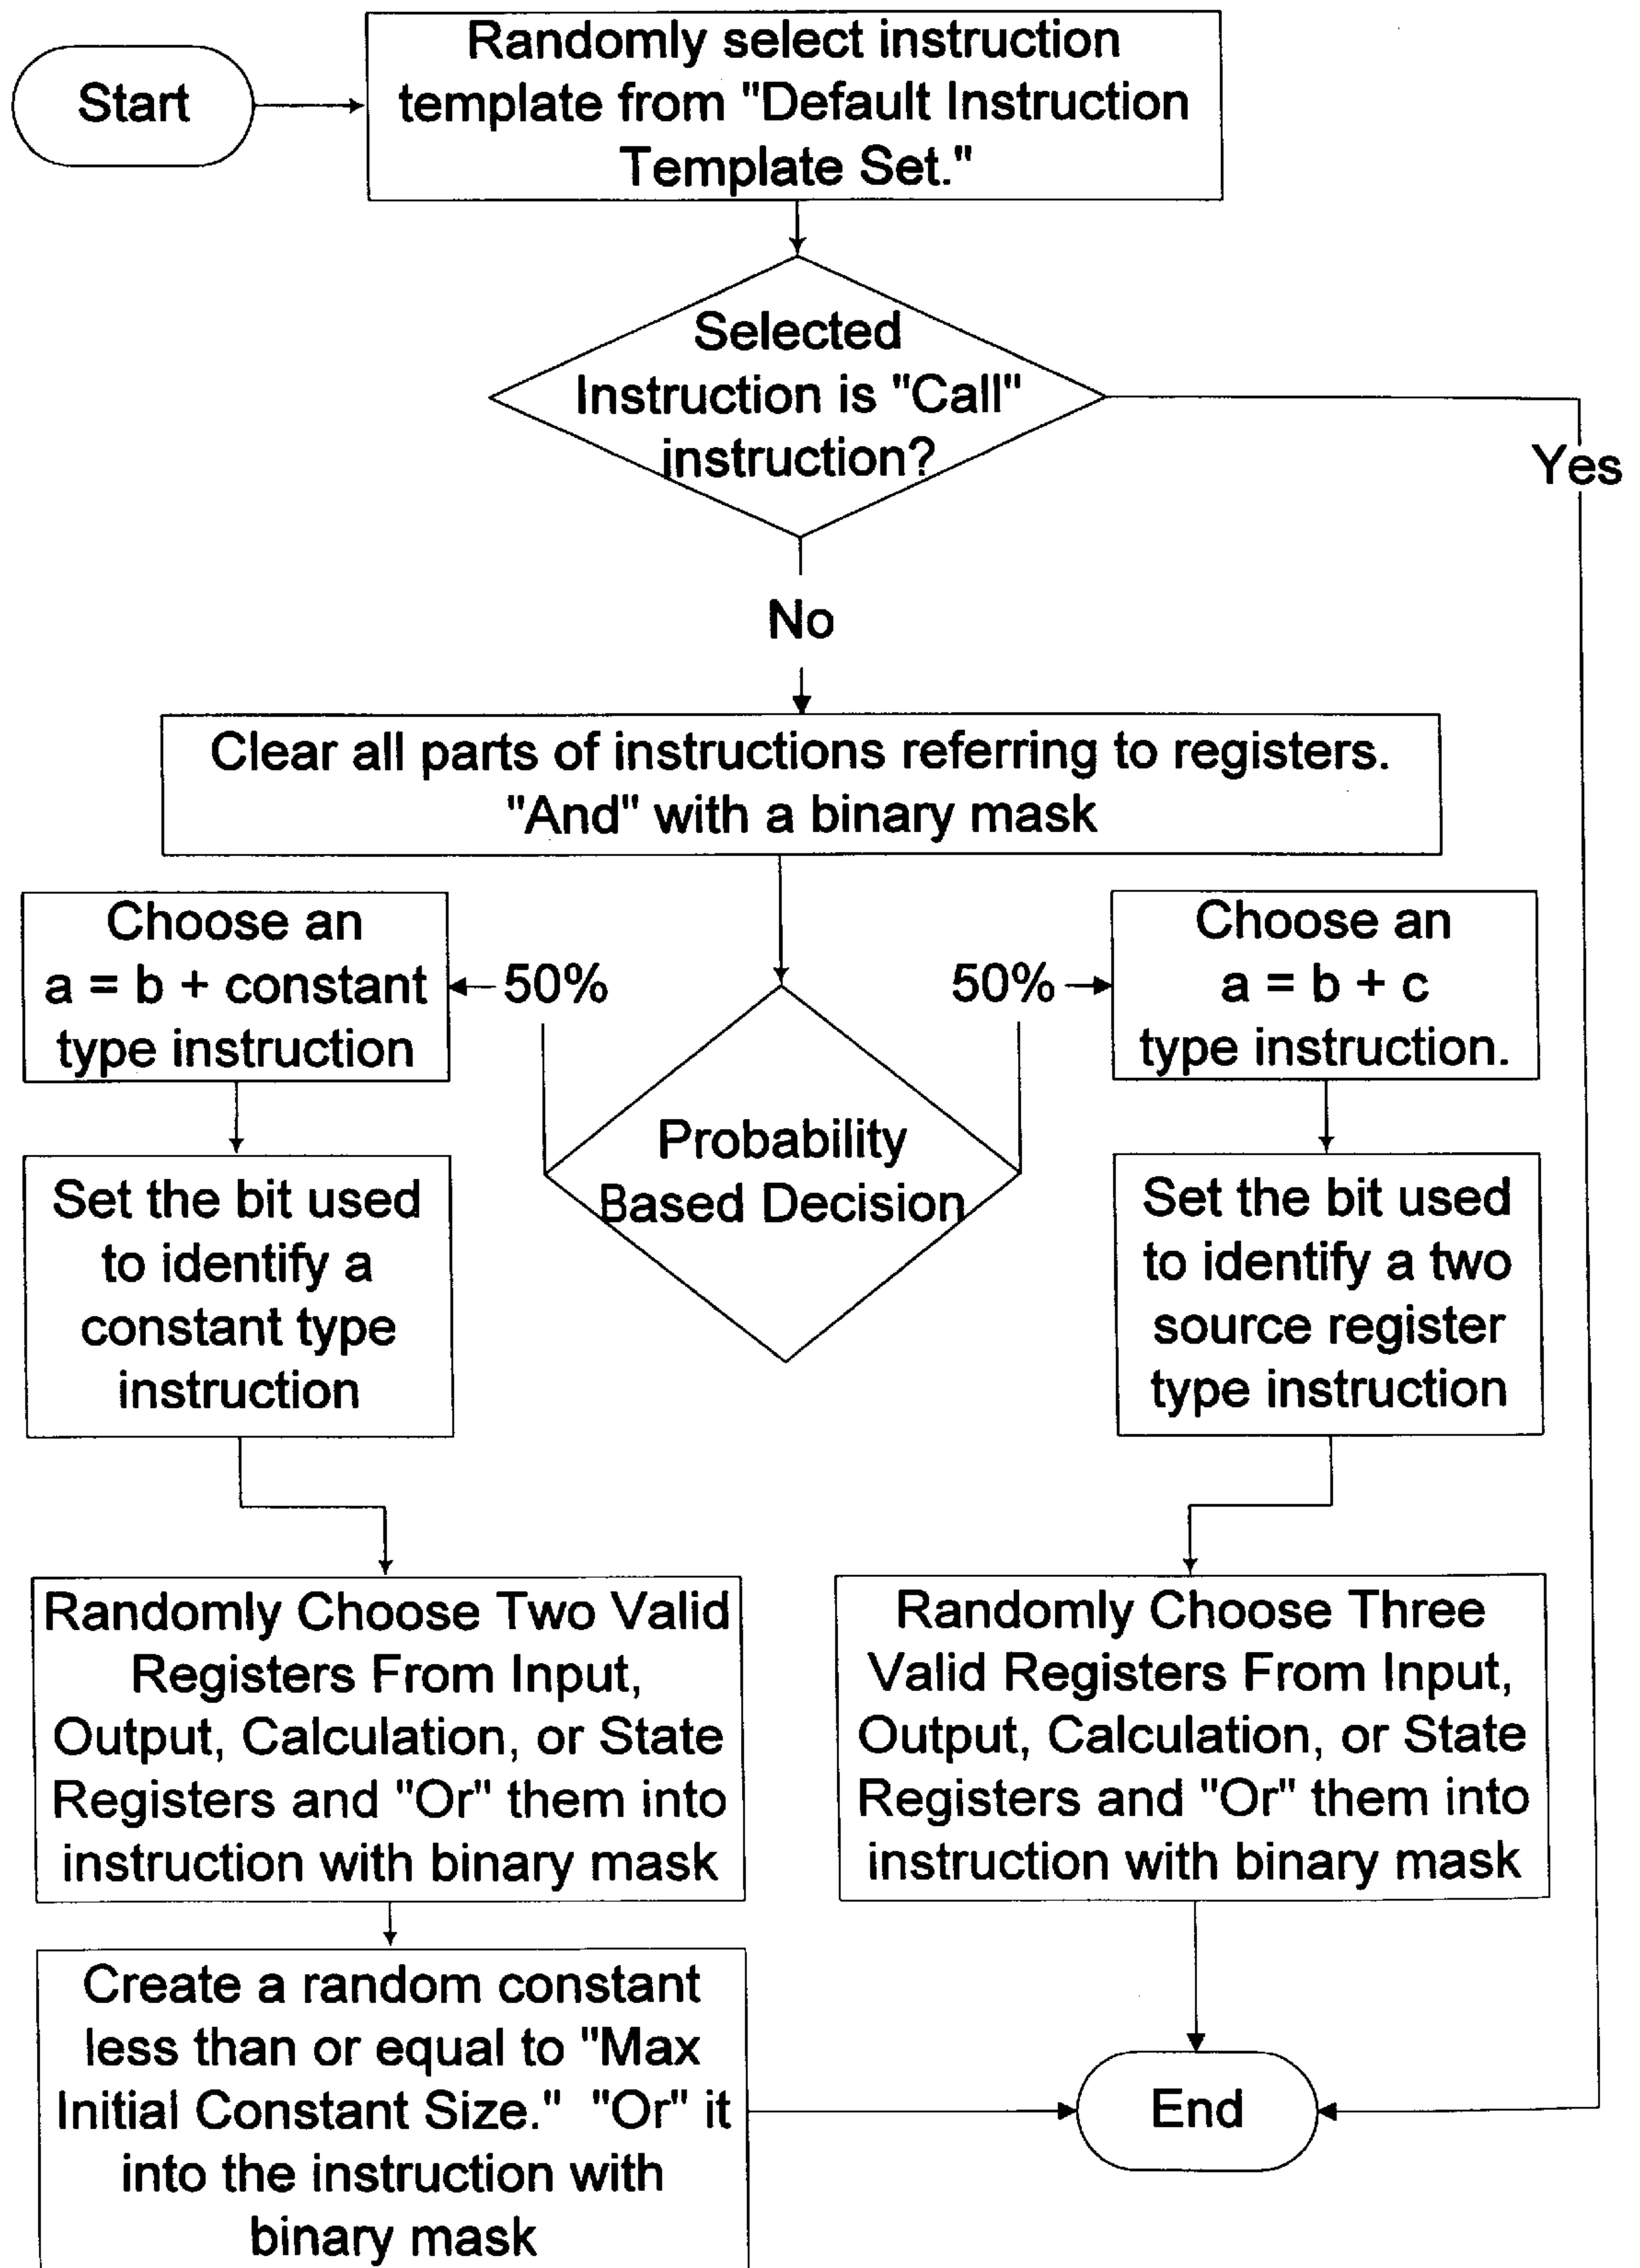 Start
Randomly select instruction
template from "Default Instruction
Template Set."
Selected
Instruction is "Call"
instruction?
Yes
No
Clear all parts of instructions referring to registers.
"And" with a binary mask
Choose an
a = b + constant
type instruction
50%
50%
Choose an
a = b + c
type instruction.
Probability
Based Decision
Set the bit used
to identify a
constant type
instruction
Set the bit used
to identify a two
source register
type instruction
Randomly Choose Two Valid
Registers From Input,
Output, Calculation, or State
Registers and "Or" them into
instruction with binary mask
Randomly Choose Three
Valid Registers From Input,
Output, Calculation, or State
Registers and "Or" them into
instruction with binary mask
Create a random constant
less than or equal to "Max
Initial Constant Size." "Or" it
into the instruction with
binary mask
End